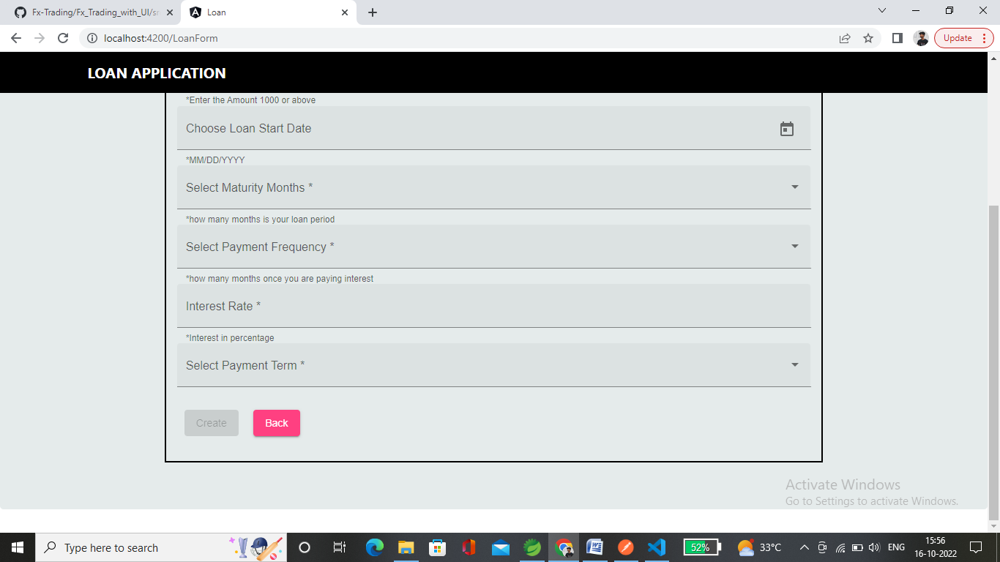 Fx-Trading/Fx_Trading_with_UI/sr
Loan
localhost:4200/LoanForm
Update
LOAN APPLICATION
*Enter the Amount 1000 or above
Choose Loan Start Date
*MM/DD/YYYY
Select Maturity Months *
*how many months is your loan period
Select Payment Frequency *
*how many months once you are paying interest
Interest Rate *
*Interest in percentage
Select Payment Term *
Create
Back
Activate Windows
Go to Settings to activate Windows.
Type here to search
52%
33°C
ENG
15:56
16-10-2022